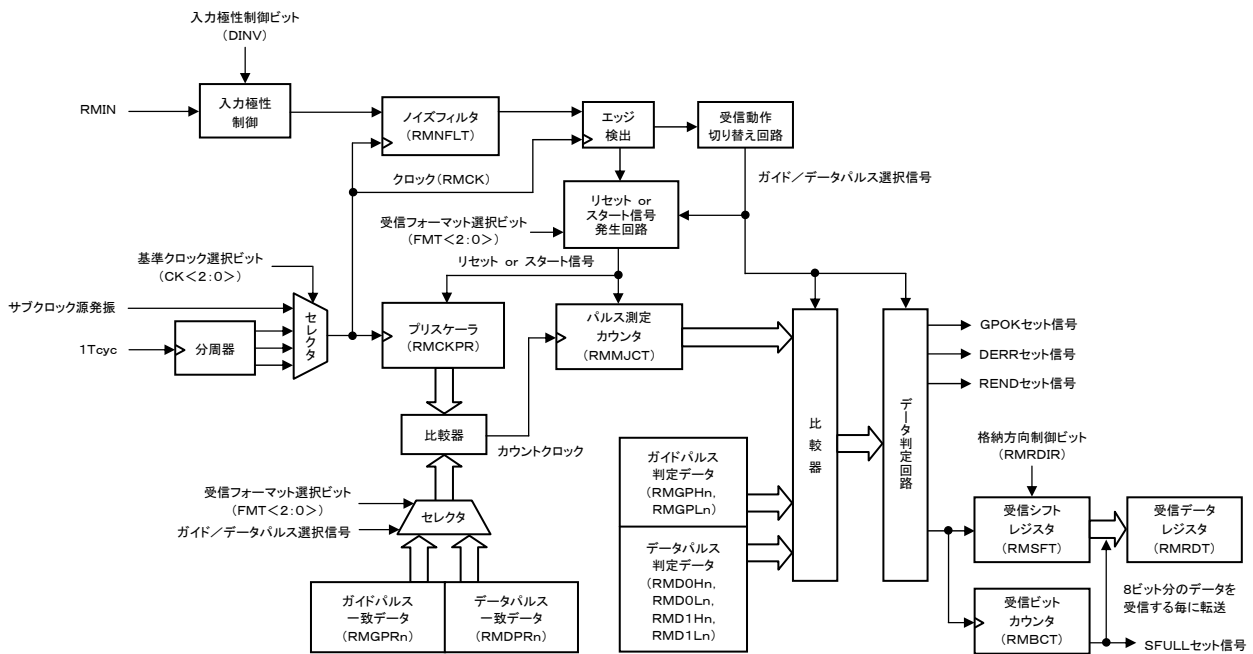 入力極性制御ビット
(DINV)
RMIN
入力極性
制御
ノイズフィルタ
(RMNFLT)
エッジ
検出
受信動作
切り替え回路
クロック(RMCK)
ガイド／データパルス選択信号
受信フォーマット選択ビット
(FMT<2:0>)
リセット or
スタート信号
発生回路
基準クロック選択ビット
(CK<2:0>)
リセット or スタート信号
サブクロック源発振
1Tcyc
分周器
セレクタ
プリスケーラ
(RMCKPR)
パルス測定
カウンタ
(RMMJCT)
比較器
カウントクロック
受信フォーマット選択ビット
(FMT<2:0>)
ガイド／データパルス選択信号
セレクタ
ガイドパルス
一致データ
(RMGPRn)
データパルス
一致データ
(RMDPRn)
ガイドパルス
判定データ
(RMGPHn,
RMGPLn)
データパルス
判定データ
(RMD0Hn,
RMD0Ln,
RMD1Hn,
RMD1Ln)
比較器
データ判定回路
GPOKセット信号
DERRセット信号
RENDセット信号
格納方向制御ビット
(RMRDIR)
受信シフト
レジスタ
(RMSFT)
受信データ
レジスタ
(RMRDT)
8ビット分のデータを
受信する毎に転送
受信ビット
カウンタ
(RMBCT)
SFULLセット信号